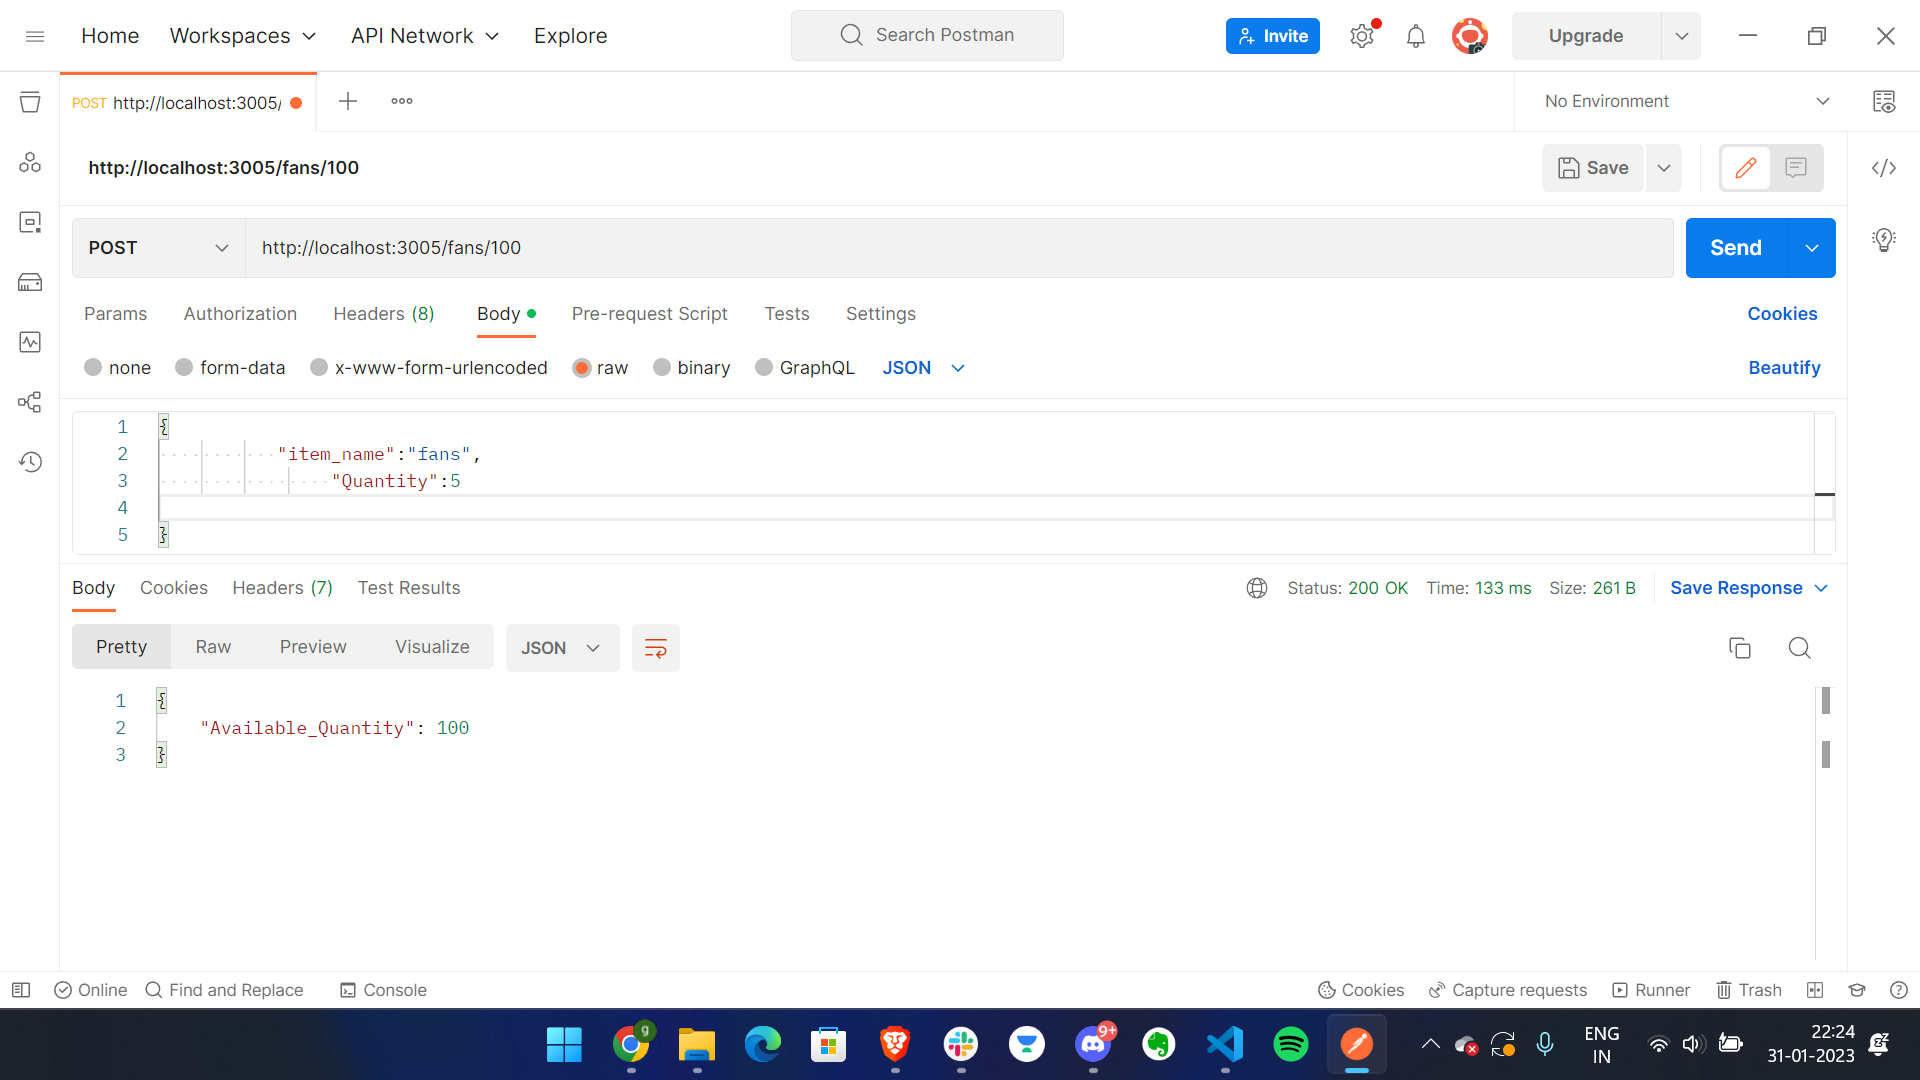 Home Workspaces API Network Explore Search Postman Invite Upgrade
POST http://localhost:3005/ No Environment
http://localhost:3005/fans/100 Save
POST http://localhost:3005/fans/100 Send
Params Authorization Headers (8) Body Pre-request Script Tests Settings Cookies
none form-data x-www-form-urlencoded raw binary GraphQL JSON Beautify
1 {
2 "item_name":"fans",
3 "Quantity":5
4
5 }
Body Cookies Headers (7) Test Results Status: 200 OK Time: 133 ms Size: 261 B Save Response
Pretty Raw Preview Visualize JSON
1 {
2 "Available_Quantity": 100
3 }
Online Find and Replace Console Cookies Capture requests Runner Trash
g 9+ ENG 22:24
IN 31-01-2023